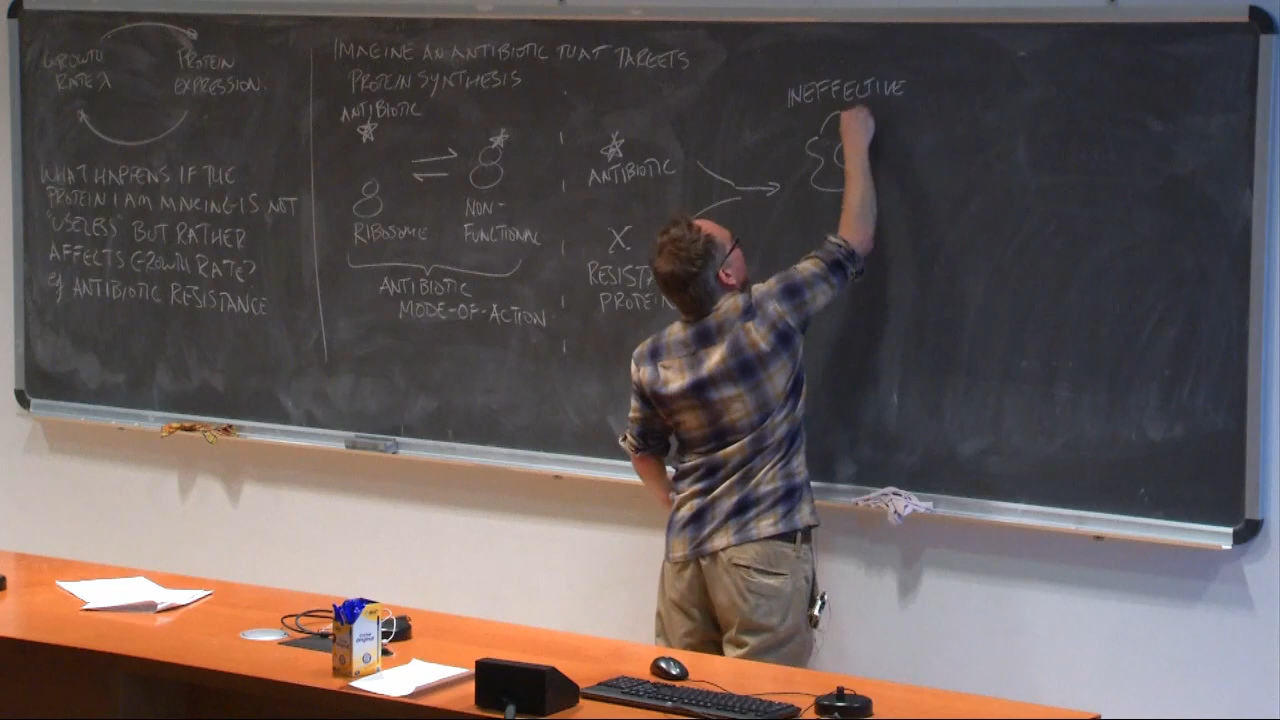 GROWTH
RATE λ
PROTEIN
EXPRESSION.
WHAT HAPPENS IF THE
PROTEIN I AM MAKING IS NOT
"USELESS" BUT RATHER
AFFECTS GROWTH RATE?
eg ANTIBIOTIC RESISTANCE
IMAGINE AN ANTIBIOTIC THAT TARGETS
PROTEIN SYNTHESIS
ANTIBIOTIC
RIBOSOME
NON-
FUNCTIONAL
ANTIBIOTIC
MODE-OF-ACTION
ANTIBIOTIC
X
RESISTA
PROTEIN
INEFFECTIVE